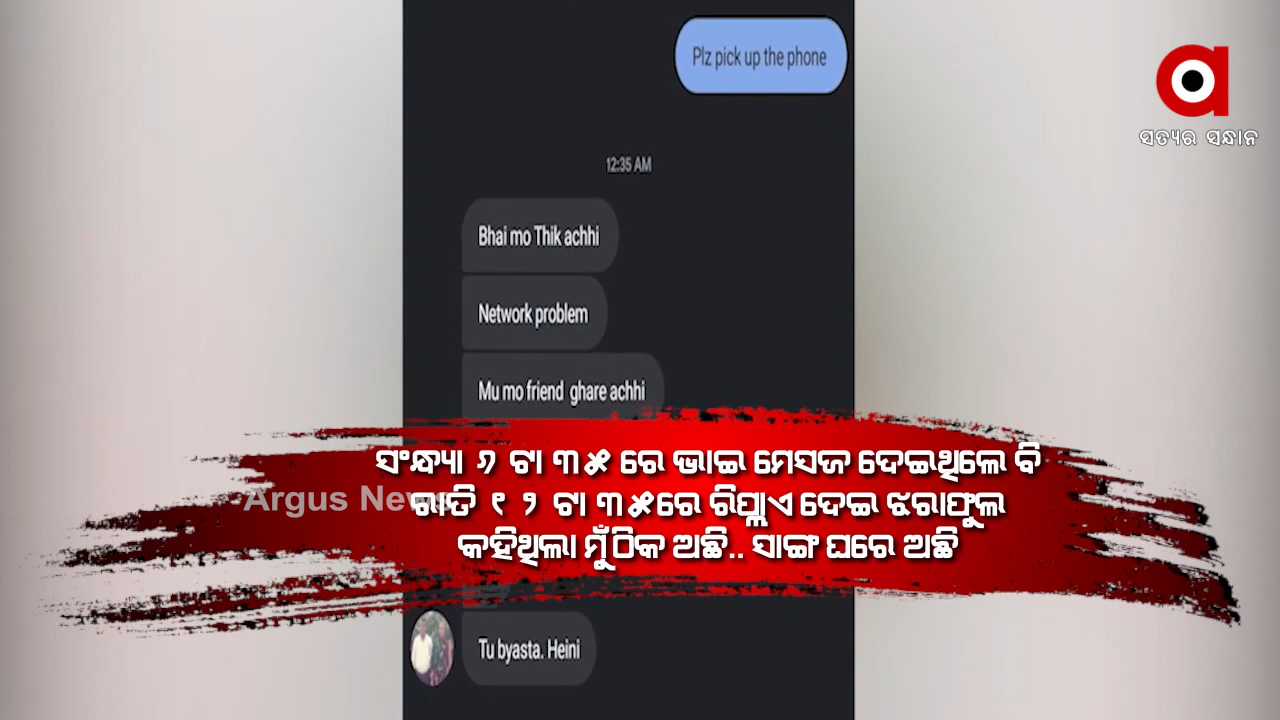 Plz pick up the phone
ସତ୍ୟର ସନ୍ଧାନ
12:35 AM
Bhai mo Thik achhi
Network problem
Mu mo friend ghare achhi
ସଂନ୍ଧ୍ୟା ୬ ଟା ୩୫ ରେ ଭାଇ ମେସଜ ଦେଇଥିଲେ ବି
ରାତି ୧ ୨ ଟା ୩୫ରେ ରିପ୍ଲାଏ ଦେଇ ଝରାଫୁଲ
କହିଥିଲା ମୁଁଠିକ ଅଛି.. ସାଙ୍ଗ ଘରେ ଅଛି
Argus News
Tu byasta. Heini